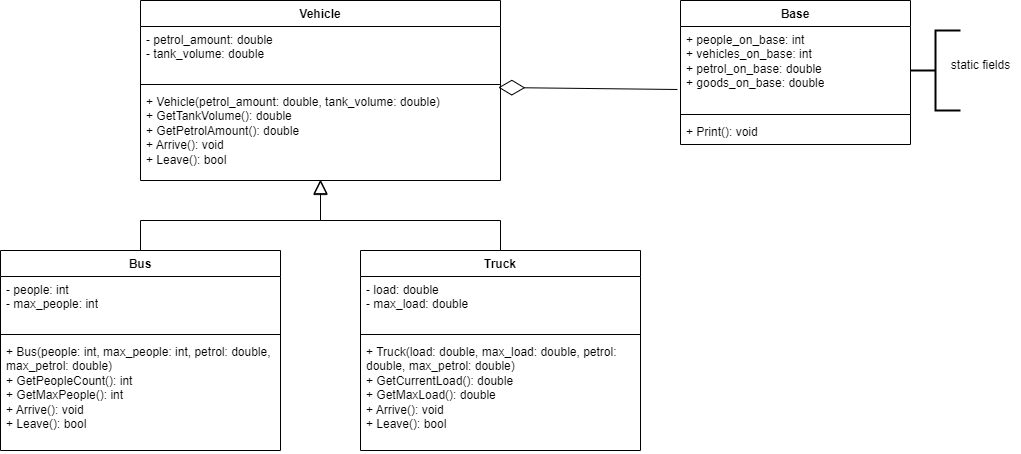 Vehicle
- petrol_amount: double
- tank_volume: double
+ Vehicle(petrol_amount: double, tank_volume: double)
+ GetTankVolume(): double
+ GetPetrolAmount(): double
+ Arrive(): void
+ Leave(): bool
Base
+ people_on_base: int
+ vehicles_on_base: int
+ petrol_on_base: double
+ goods_on_base: double
+ Print(): void
static fields
Bus
- people: int
- max_people: int
+ Bus(people: int, max_people: int, petrol: double,
max_petrol: double)
+ GetPeopleCount(): int
+ GetMaxPeople(): int
+ Arrive(): void
+ Leave(): bool
Truck
- load: double
- max_load: double
+ Truck(load: double, max_load: double, petrol:
double, max_petrol: double)
+ GetCurrentLoad(): double
+ GetMaxLoad(): double
+ Arrive(): void
+ Leave(): bool